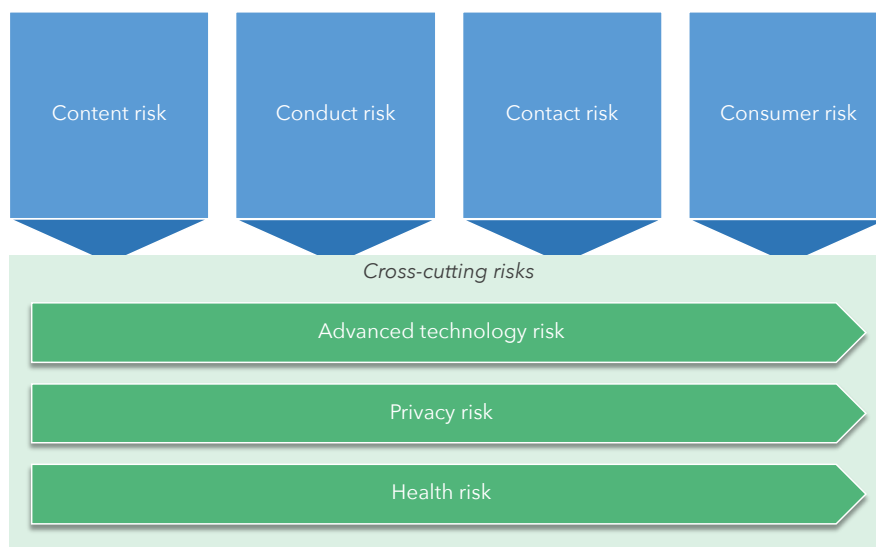 Content risk
Conduct risk
Contact risk
Consumer risk
Cross-cutting risks
Advanced technology risk
Privacy risk
Health risk